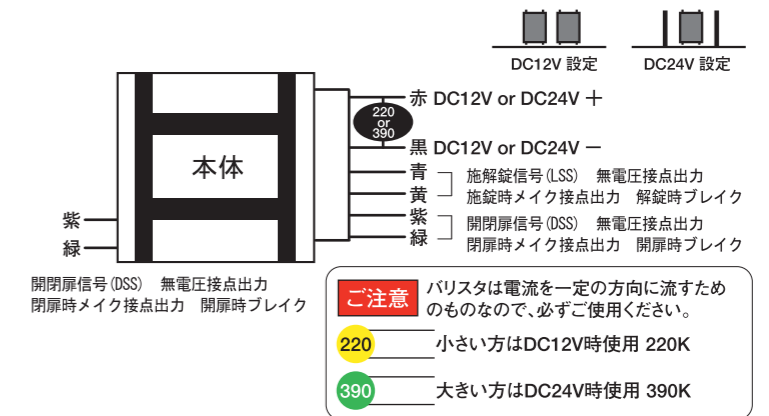 DC12V 設定
DC24V 設定
赤 DC12V or DC24V ＋
220
or
390
黒 DC12V or DC24V －
本体
青
黄
施解錠信号(LSS)　無電圧接点出力
施錠時メイク接点出力　解錠時ブレイク
紫
緑
開閉扉信号(DSS)　無電圧接点出力
閉扉時メイク接点出力　開扉時ブレイク
紫
緑
開閉扉信号(DSS)　無電圧接点出力
閉扉時メイク接点出力　開扉時ブレイク
ご注意
バリスタは電流を一定の方向に流すため
のものなので、必ずご使用ください。
220 小さい方はDC12V時使用 220K
390 大きい方はDC24V時使用 390K